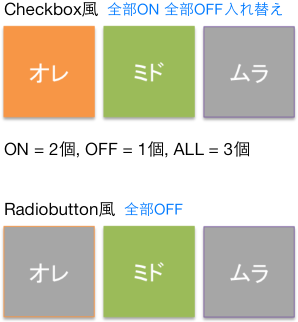 Checkbox風 全部ON 全部OFF入れ替え
オレ ミド ムラ
ON = 2個, OFF = 1個, ALL = 3個
Radiobutton風 全部OFF
オレ ミド ムラ